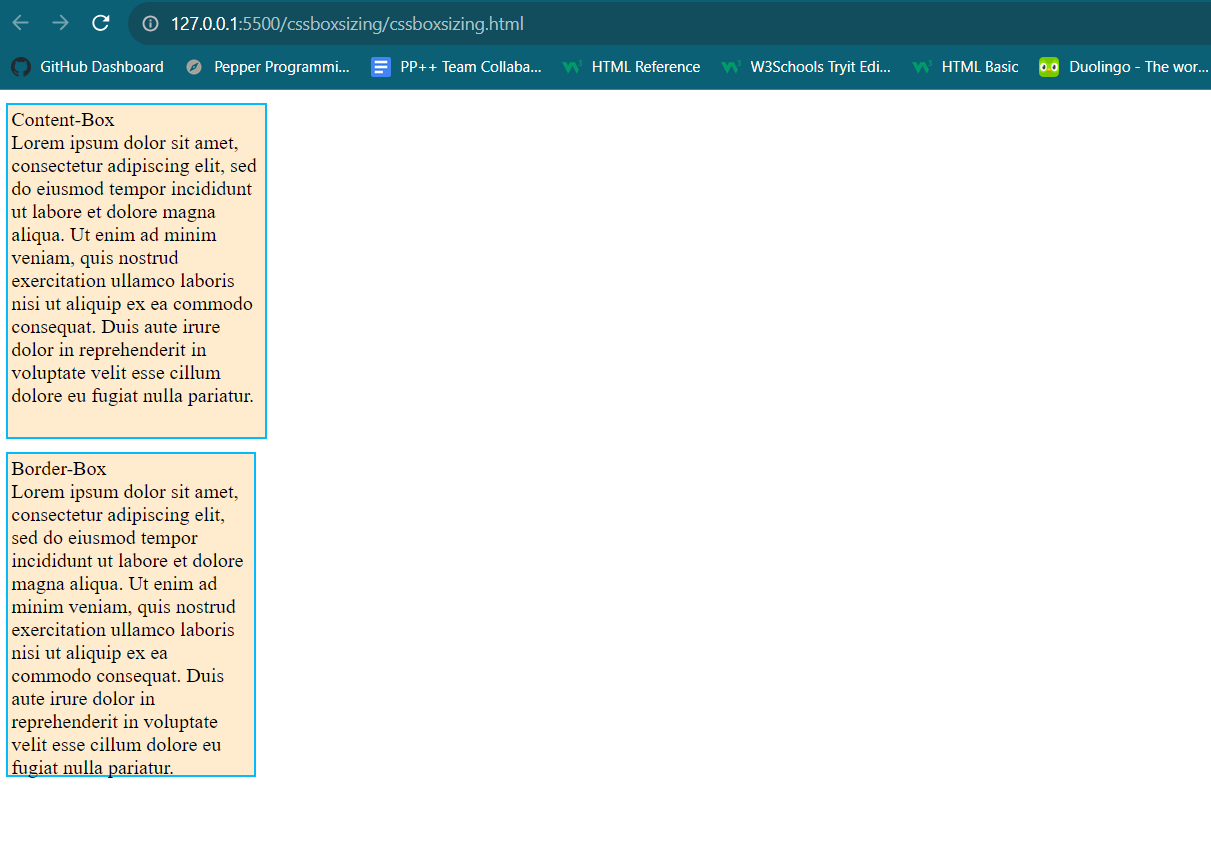 127.0.0.1:5500/cssboxsizing/cssboxsizing.html
GitHub Dashboard Pepper Programmi... PP++ Team Collaba... HTML Reference W3Schools Tryit Edi... HTML Basic Duolingo - The wor...
Content-Box
Lorem ipsum dolor sit amet,
consectetur adipiscing elit, sed
do eiusmod tempor incididunt
ut labore et dolore magna
aliqua. Ut enim ad minim
veniam, quis nostrud
exercitation ullamco laboris
nisi ut aliquip ex ea commodo
consequat. Duis aute irure
dolor in reprehenderit in
voluptate velit esse cillum
dolore eu fugiat nulla pariatur.
Border-Box
Lorem ipsum dolor sit amet,
consectetur adipiscing elit,
sed do eiusmod tempor
incididunt ut labore et dolore
magna aliqua. Ut enim ad
minim veniam, quis nostrud
exercitation ullamco laboris
nisi ut aliquip ex ea
commodo consequat. Duis
aute irure dolor in
reprehenderit in voluptate
velit esse cillum dolore eu
fugiat nulla pariatur.